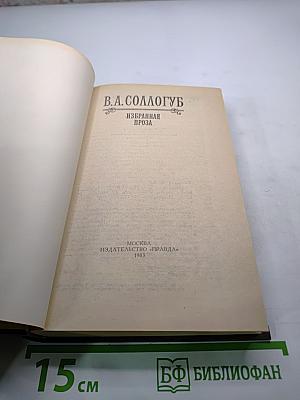 В.А.СОЛЛОГУБ
ИЗБРАННАЯ
ПРОЗА
МОСКВА
ИЗДАТЕЛЬСТВО «ПРАВДА»
1983
15 см
БФ БИБЛИОФАН